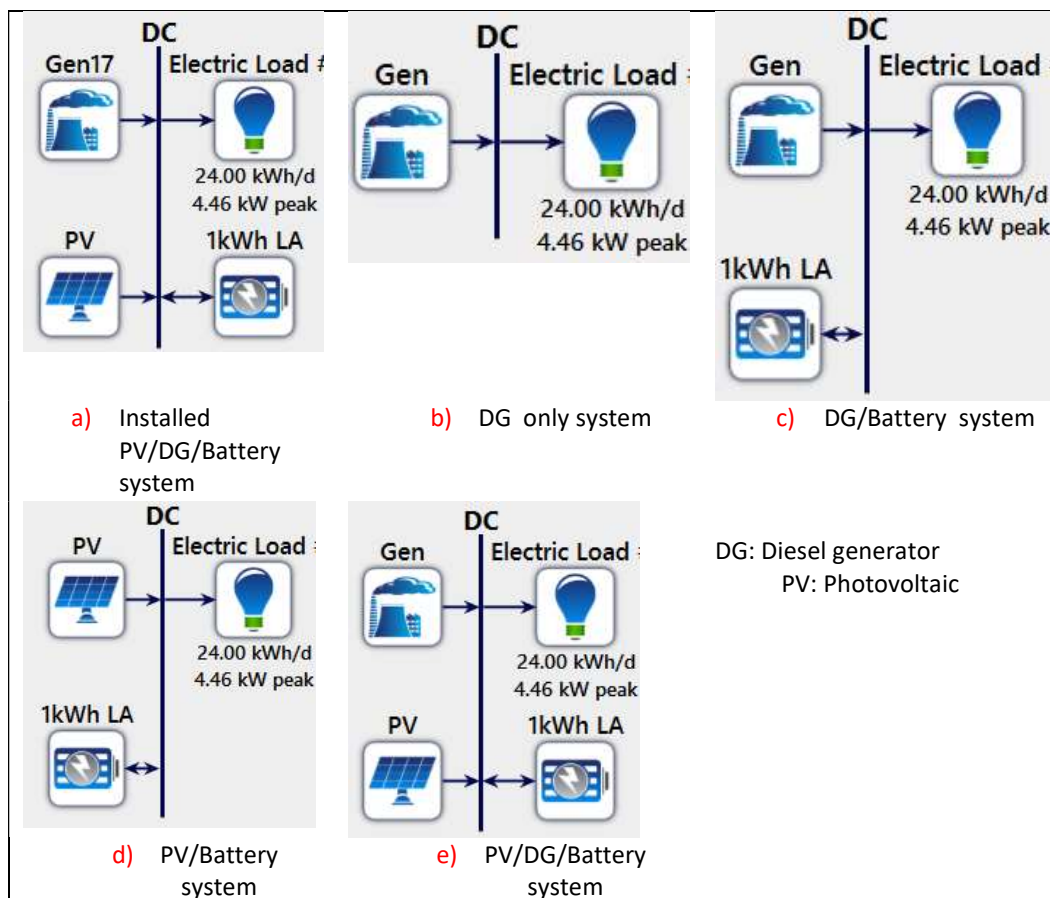 DC
Gen17
Electric Load #
24.00 kWh/d
4.46 kW peak
PV
1kWh LA
a) Installed
PV/DG/Battery
system
DC
Gen
Electric Load
24.00 kWh/d
4.46 kW peak
b) DG only system
DC
Gen
Electric Load #
24.00 kWh/d
4.46 kW peak
1kWh LA
c) DG/Battery system
DC
PV
Electric Load
24.00 kWh/d
4.46 kW peak
1kWh LA
d) PV/Battery
system
DC
Gen
Electric Load
24.00 kWh/d
4.46 kW peak
PV
1kWh LA
e) PV/DG/Battery
system
DG: Diesel generator
PV: Photovoltaic